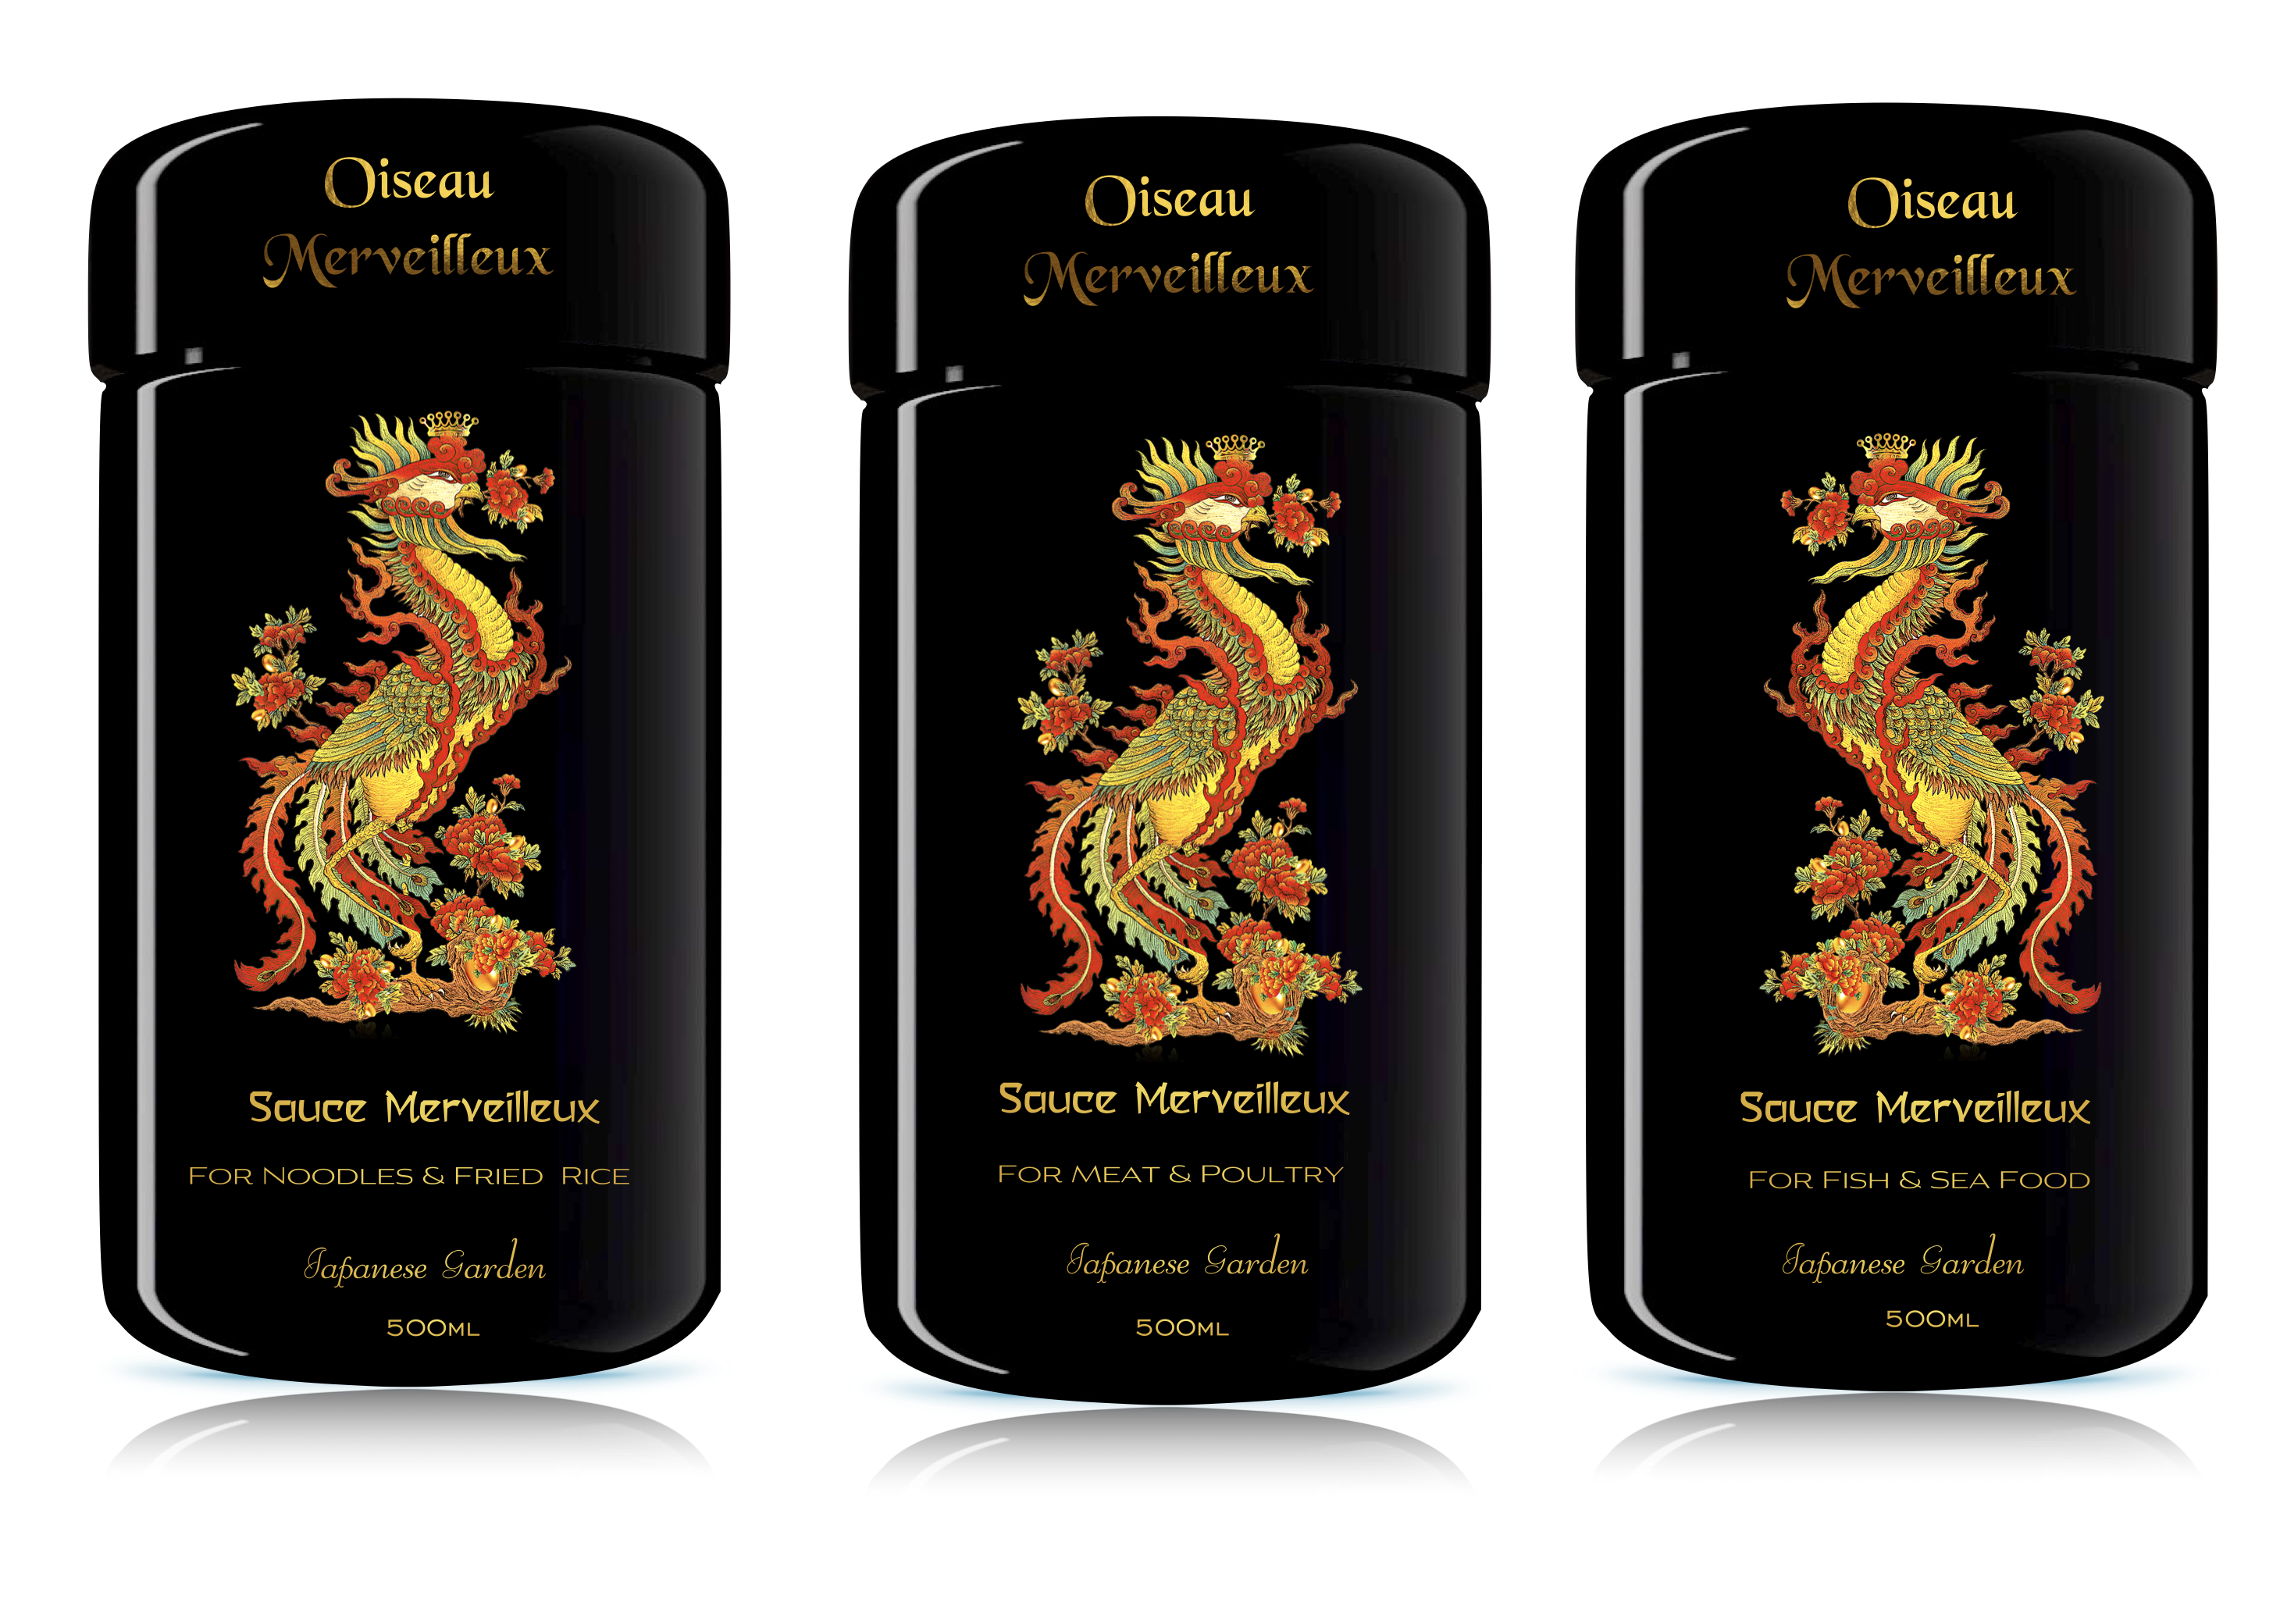 Oiseau
Merveilleux
Sauce Merveilleux
For Noodles & Fried Rice
Japanese Garden
500ml
Oiseau
Merveilleux
Sauce Merveilleux
For Meat & Poultry
Japanese Garden
500ml
Oiseau
Merveilleux
Sauce Merveilleux
For Fish & Sea Food
Japanese Garden
500ml